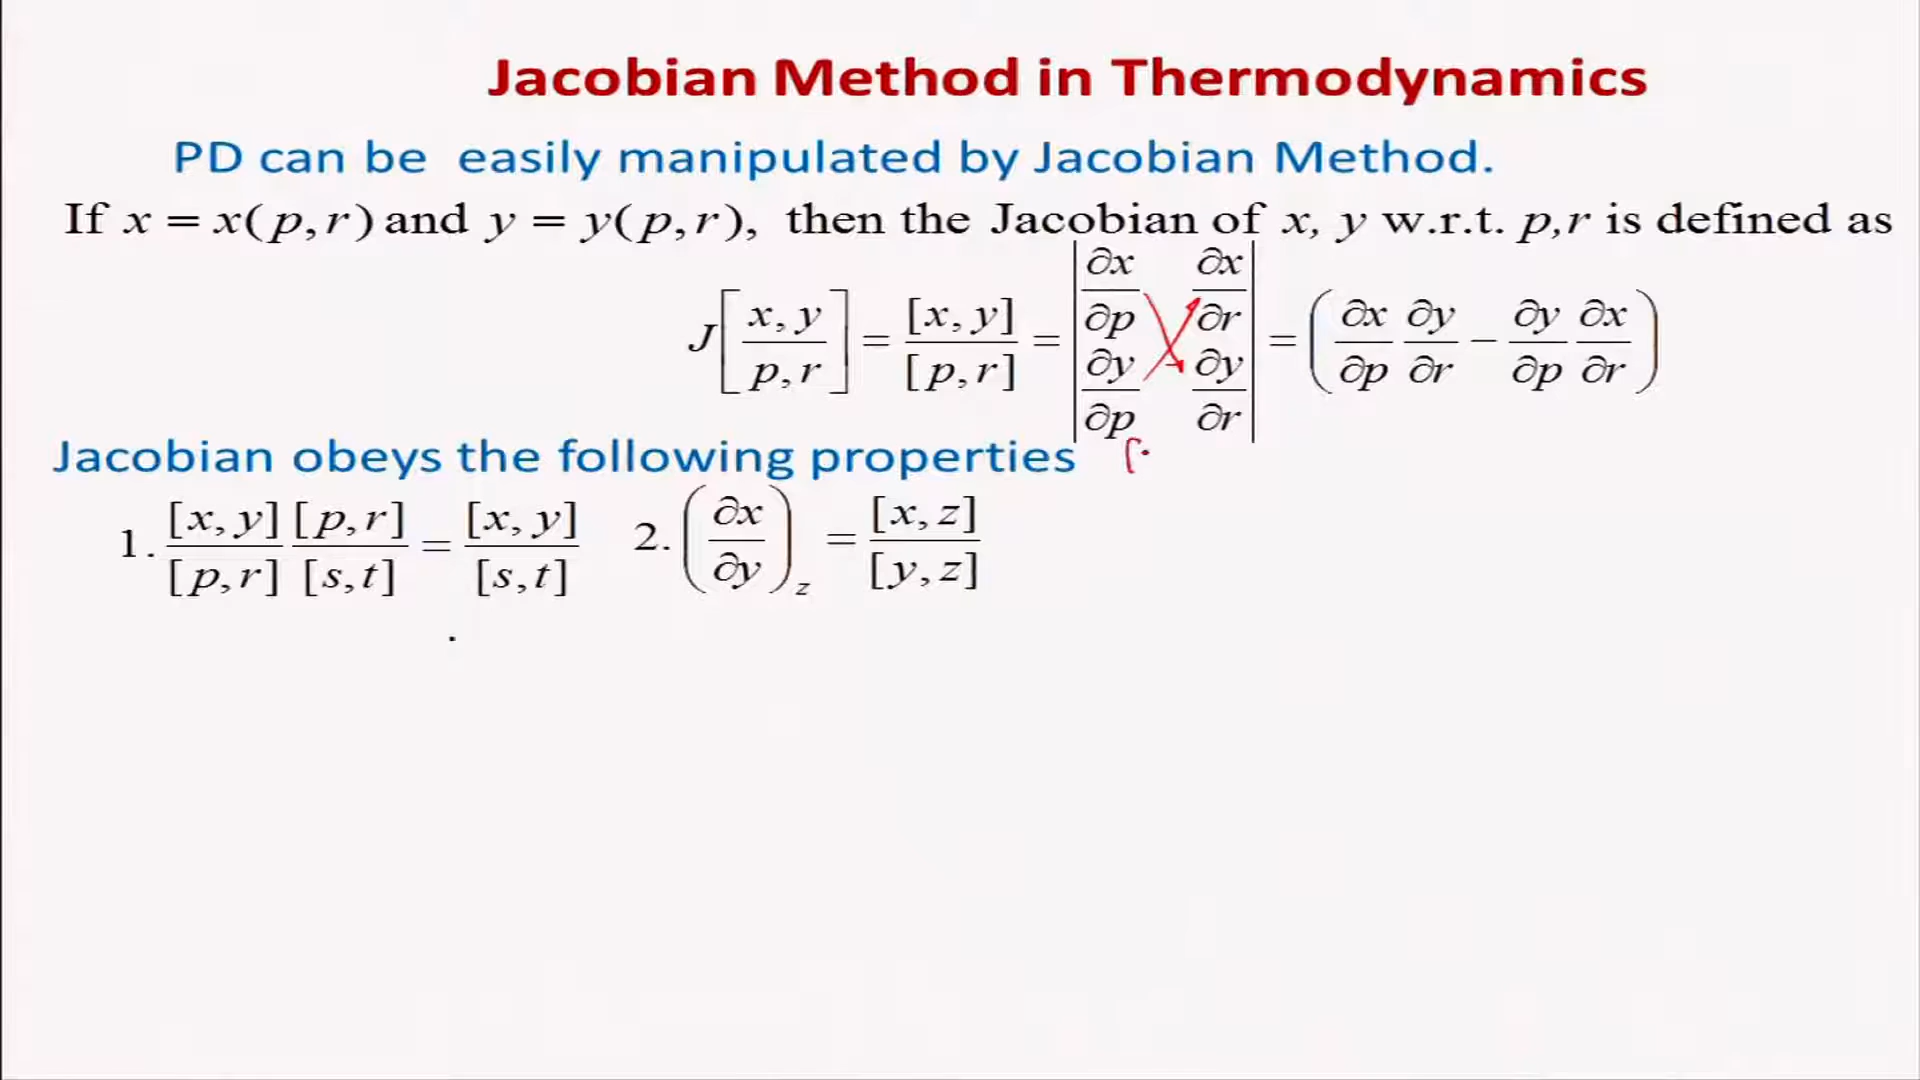 Jacobian Method in Thermodynamics
PD can be easily manipulated by Jacobian Method.
If x = x(p,r) and y = y(p,r), then the Jacobian of x, y w.r.t. p,r is defined as
J[x,y / p,r] = [x,y]/[p,r] = |∂x/∂p ∂x/∂r; ∂y/∂p ∂y/∂r| = (∂x/∂p ∂y/∂r − ∂y/∂p ∂x/∂r)
Jacobian obeys the following properties
1. [x,y]/[p,r] [p,r]/[s,t] = [x,y]/[s,t] 2. (∂x/∂y)_z = [x,z]/[y,z]